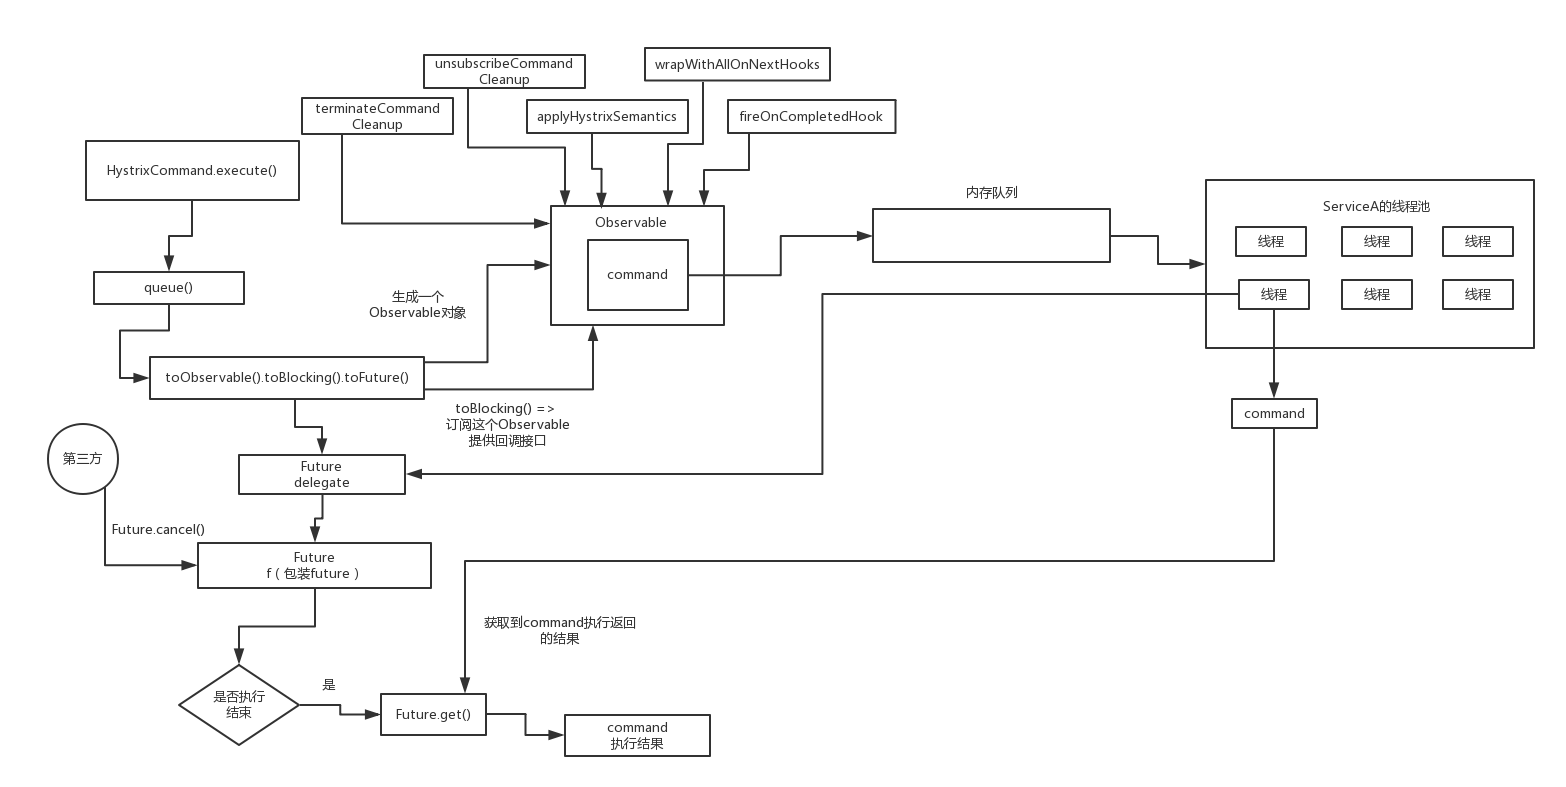 unsubscribeCommand
Cleanup
wrapWithAllOnNextHooks
terminateCommand
Cleanup
applyHystrixSemantics
fireOnCompletedHook
HystrixCommand.execute()
内存队列
ServiceA的线程池
Observable
线程
线程
线程
command
queue()
生成一个
Observable对象
线程
线程
线程
toObservable().toBlocking().toFuture()
toBlocking() =>
订阅这个Observable
提供回调接口
command
第三方
Future
delegate
Future.cancel()
Future
f ( 包装future )
获取到command执行返回
的结果
是否执行
结束
是
Future.get()
command
执行结果